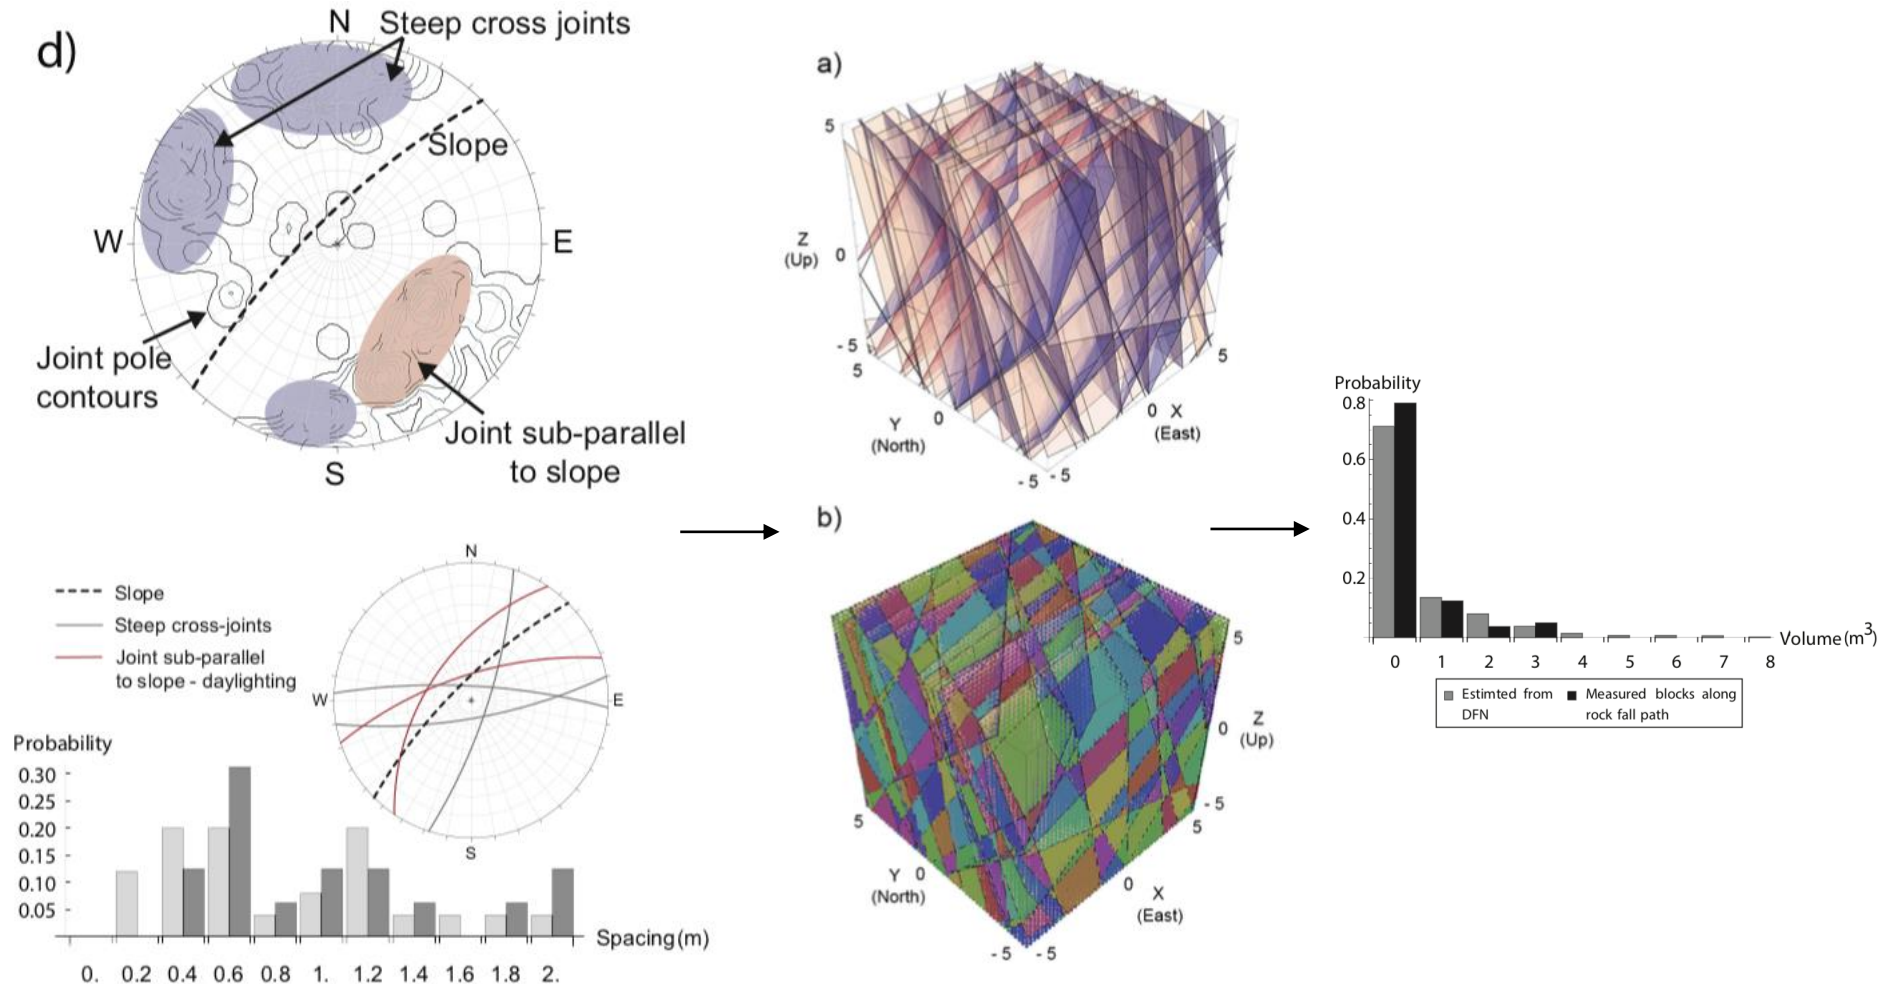 d)
N
Steep cross joints
Slope
W
E
Joint pole
contours
Joint sub-parallel
to slope
S
Slope
Steep cross-joints
Joint sub-parallel
to slope - daylighting
N
W
E
S
Probability
0.30
0.25
0.20
0.15
0.10
0.05
Spacing (m)
0. 0.2 0.4 0.6 0.8 1. 1.2 1.4 1.6 1.8 2.
a)
5
Z
(Up)
0
-5
5
Y
(North)
0
-5
-5
0
X
(East)
5
b)
5
Z
(Up)
0
-5
5
Y
(North)
0
-5
-5
0
X
(East)
5
Probability
0.8
0.6
0.4
0.2
Volume (m3)
0 1 2 3 4 5 6 7 8
Estimted from
DFN
Measured blocks along
rock fall path